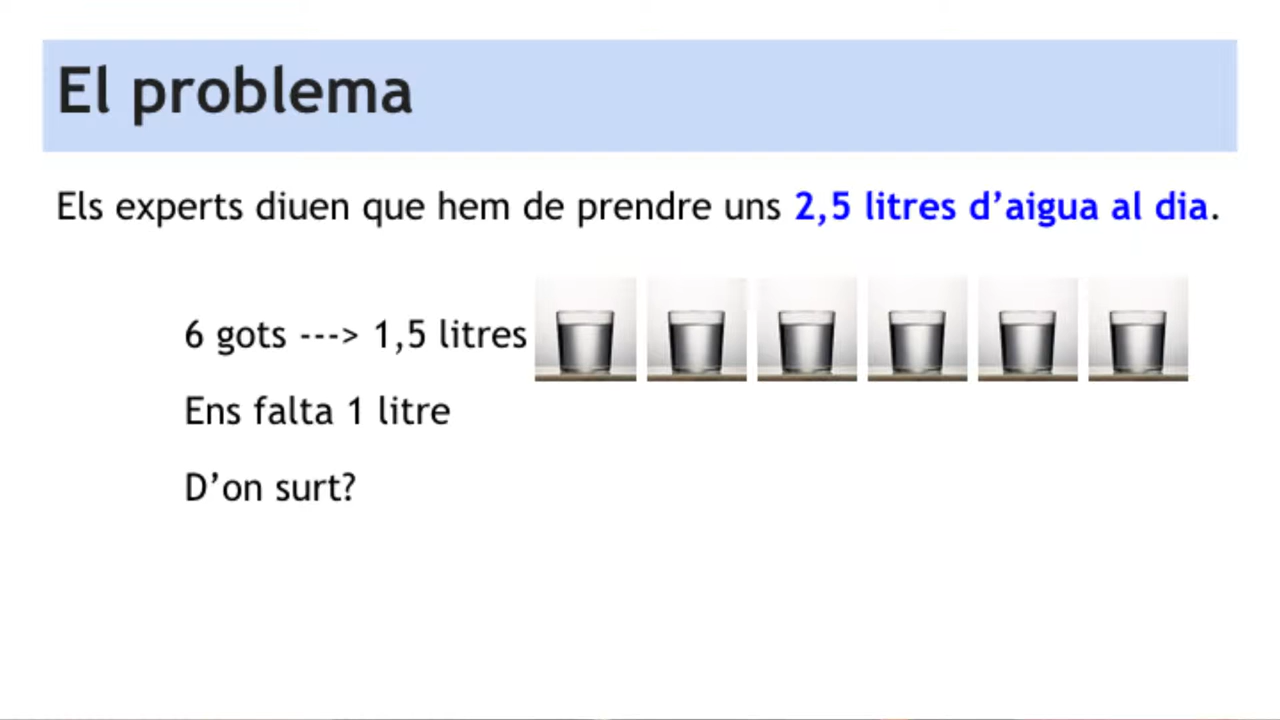 El problema
Els experts diuen que hem de prendre uns 2,5 litres d’aigua al dia.
6 gots ---> 1,5 litres
Ens falta 1 litre
D’on surt?